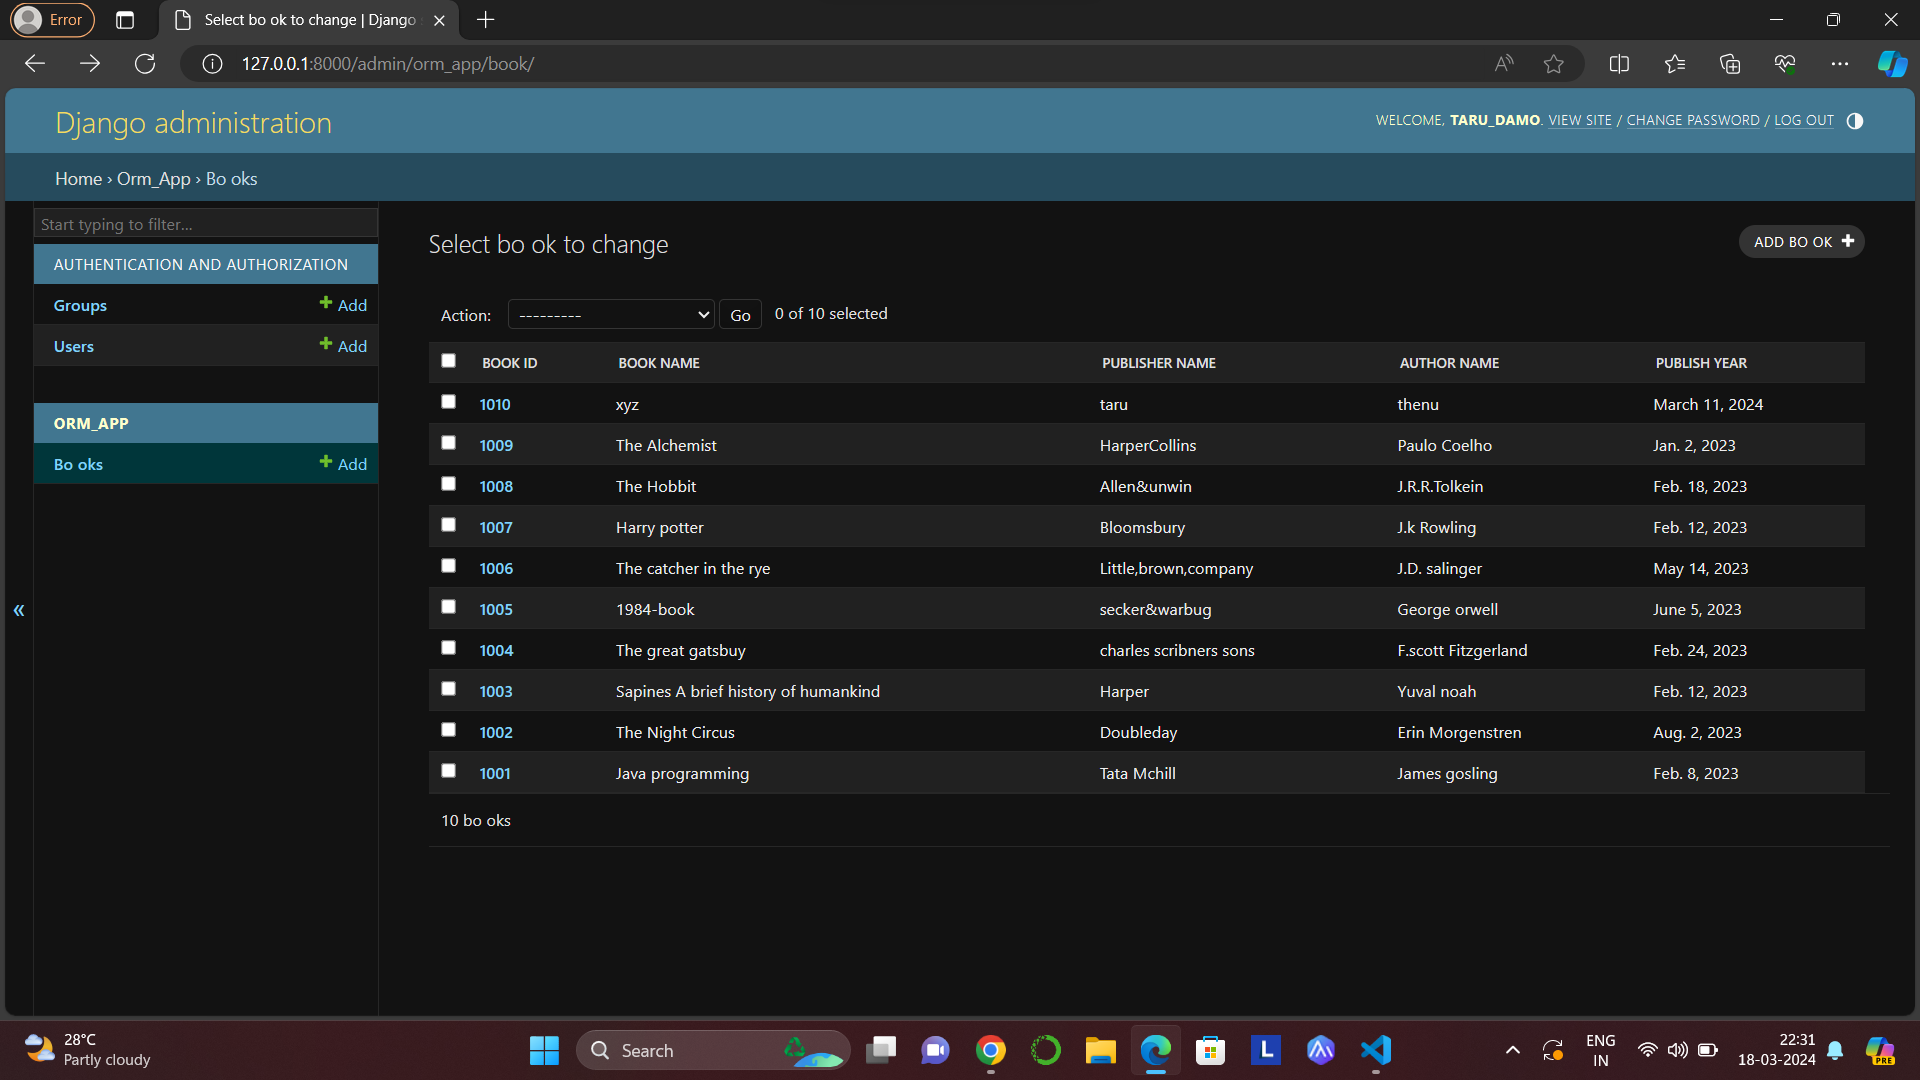 Error
Select bo ok to change | Django
127.0.0.1:8000/admin/orm_app/book/
Django administration
WELCOME, TARU_DAMO. VIEW SITE / CHANGE PASSWORD / LOG OUT
Home › Orm_App › Bo oks
Start typing to filter...
AUTHENTICATION AND AUTHORIZATION
Groups + Add
Users + Add
ORM_APP
Bo oks + Add
«
Select bo ok to change
ADD BO OK +
Action: --------- Go 0 of 10 selected
BOOK ID BOOK NAME PUBLISHER NAME AUTHOR NAME PUBLISH YEAR
1010 xyz taru thenu March 11, 2024
1009 The Alchemist HarperCollins Paulo Coelho Jan. 2, 2023
1008 The Hobbit Allen&unwin J.R.R.Tolkein Feb. 18, 2023
1007 Harry potter Bloomsbury J.k Rowling Feb. 12, 2023
1006 The catcher in the rye Little,brown,company J.D. salinger May 14, 2023
1005 1984-book secker&warbug George orwell June 5, 2023
1004 The great gatsbuy charles scribners sons F.scott Fitzgerland Feb. 24, 2023
1003 Sapines A brief history of humankind Harper Yuval noah Feb. 12, 2023
1002 The Night Circus Doubleday Erin Morgenstren Aug. 2, 2023
1001 Java programming Tata Mchill James gosling Feb. 8, 2023
10 bo oks
28°C
Partly cloudy
Search
L
ENG
IN
22:31
18-03-2024
PRE